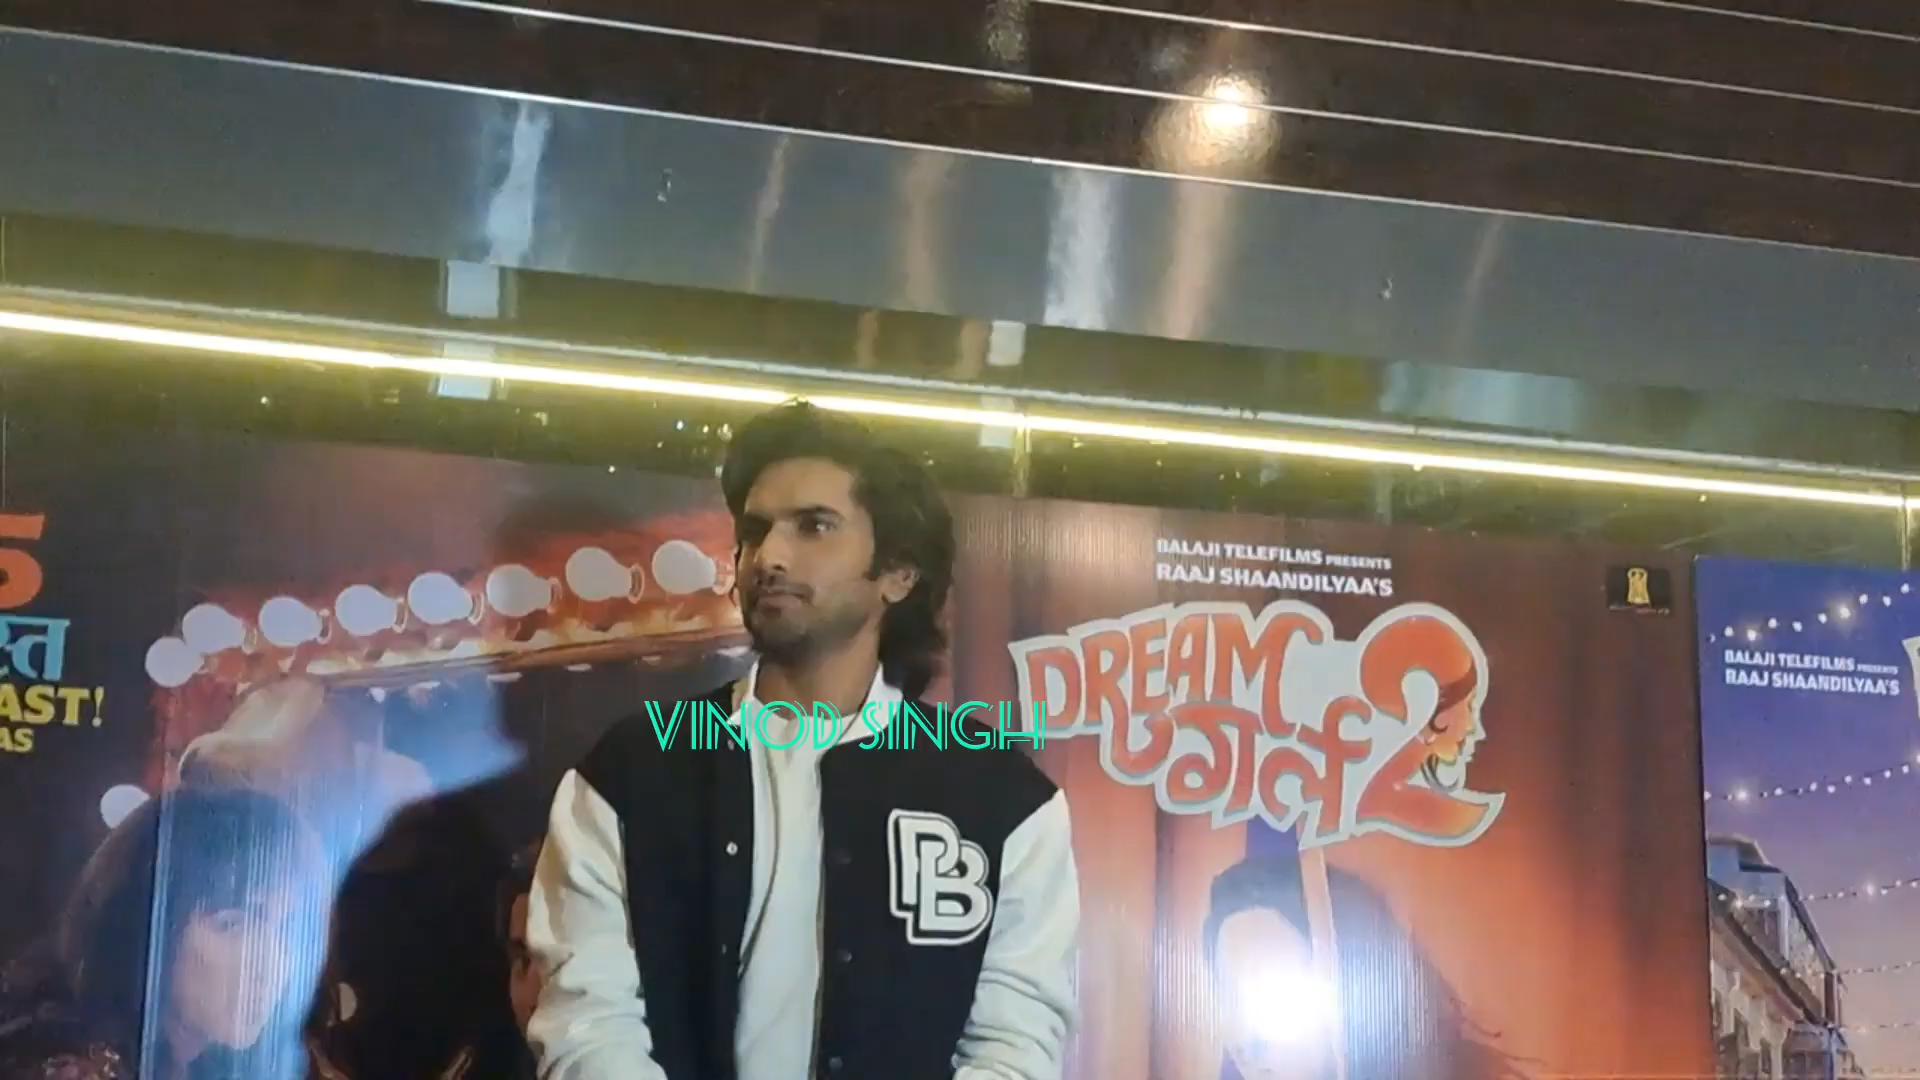 स्त
AST!
AS
BALAJI TELEFILMS PRESENTS
RAAJ SHAANDILYAA'S
DREAM
गर्ल 2
VINOD SINGH
PB
BALAJI TELEFILMS PRESENTS
RAAJ SHAANDILYAA'S